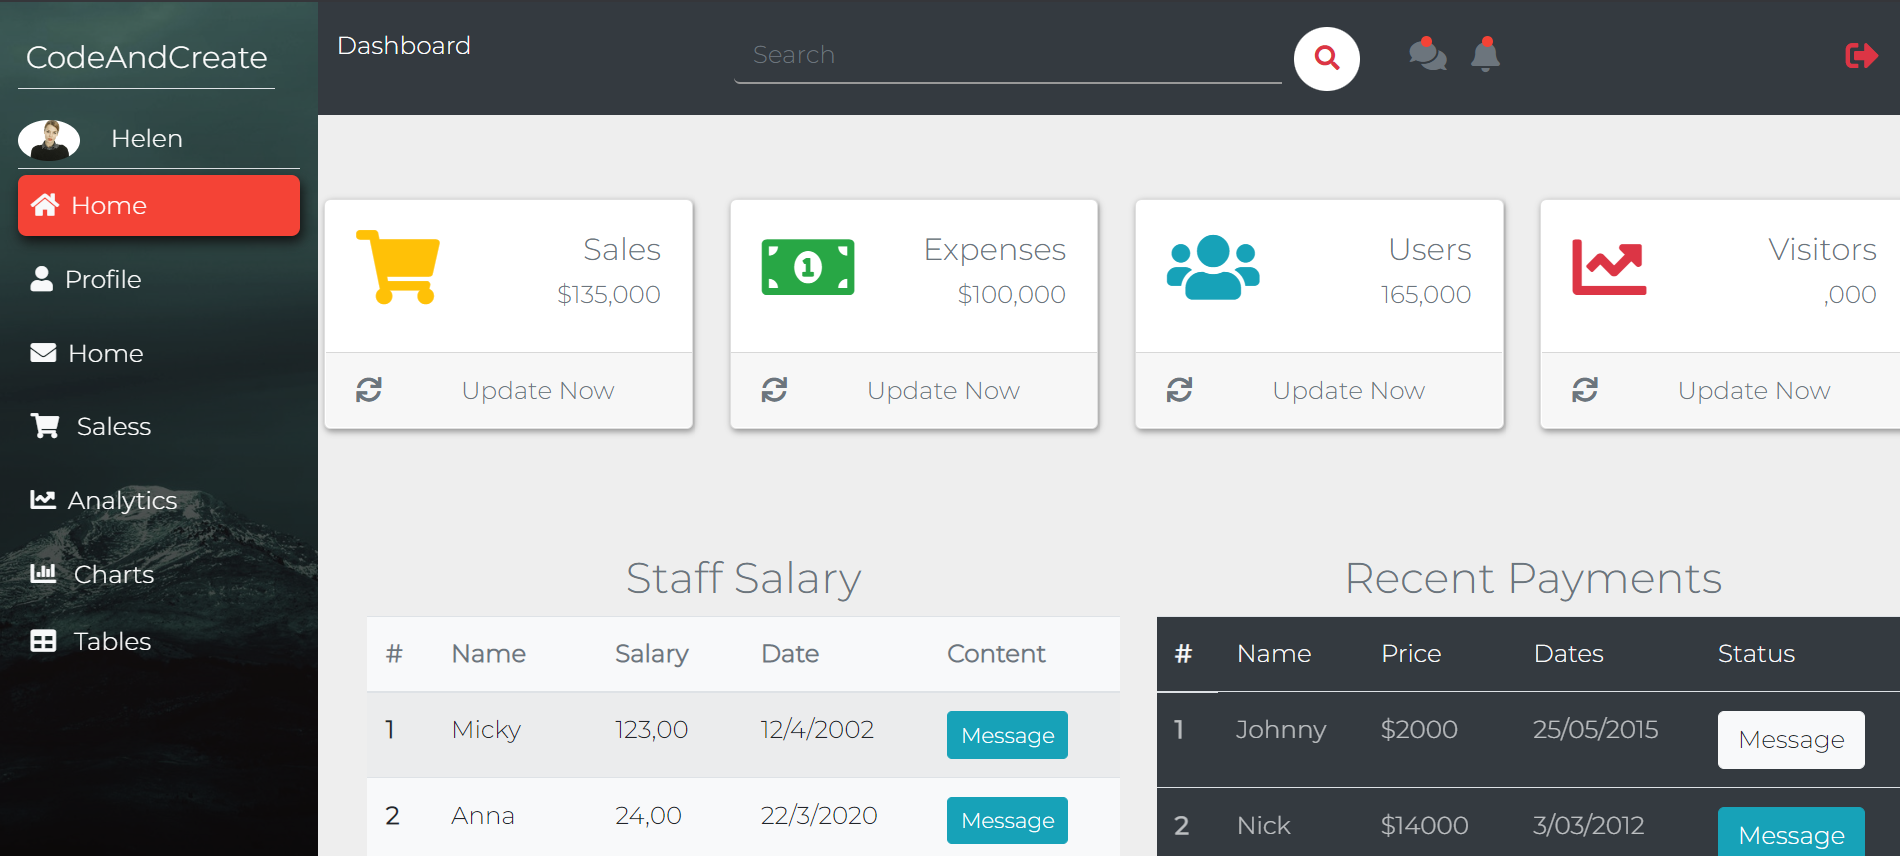 CodeAndCreate
Dashboard
Search
Helen
Home
Profile
Home
Saless
Analytics
Charts
Tables
Sales
$135,000
Update Now
Expenses
$100,000
Update Now
Users
165,000
Update Now
Visitors
,000
Update Now
Staff Salary
# Name Salary Date Content
1 Micky 123,00 12/4/2002 Message
2 Anna 24,00 22/3/2020 Message
Recent Payments
# Name Price Dates Status
1 Johnny $2000 25/05/2015 Message
2 Nick $14000 3/03/2012 Message